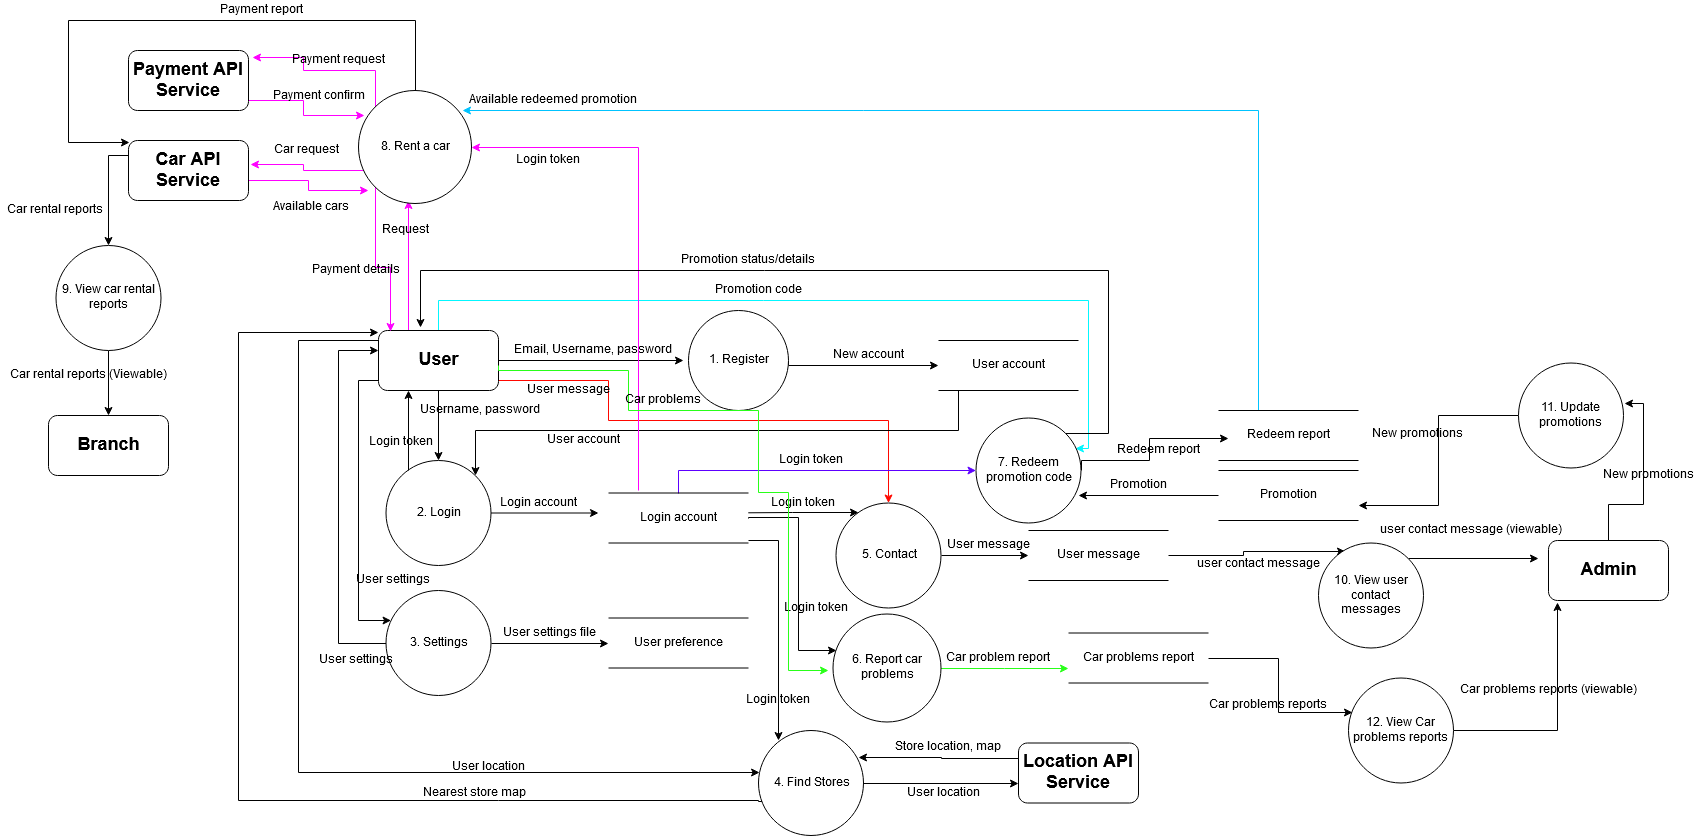 Payment report
Payment API
Service
Payment request
Payment confirm
Available redeemed promotion
8. Rent a car
Car API
Service
Car request
Login token
Available cars
Car rental reports
Request
Payment details
Promotion status/details
9. View car rental
reports
Promotion code
User
Email, Username, password
1. Register
New account
User account
Car rental reports (Viewable)
User message
Car problems
Username, password
Branch
Login token
User account
11. Update
promotions
Redeem report
New promotions
Redeem report
Login token
7. Redeem
promotion code
New promotions
Promotion
Promotion
2. Login
Login account
Login account
Login token
5. Contact
User message
User message
user contact message
user contact message (viewable)
Admin
10. View user
contact
messages
User settings
Login token
3. Settings
User settings file
User preference
User settings
6. Report car
problems
Car problem report
Car problems report
Login token
Car problems reports
Car problems reports (viewable)
12. View Car
problems reports
Store location, map
User location
Location API
Service
4. Find Stores
Nearest store map
User location